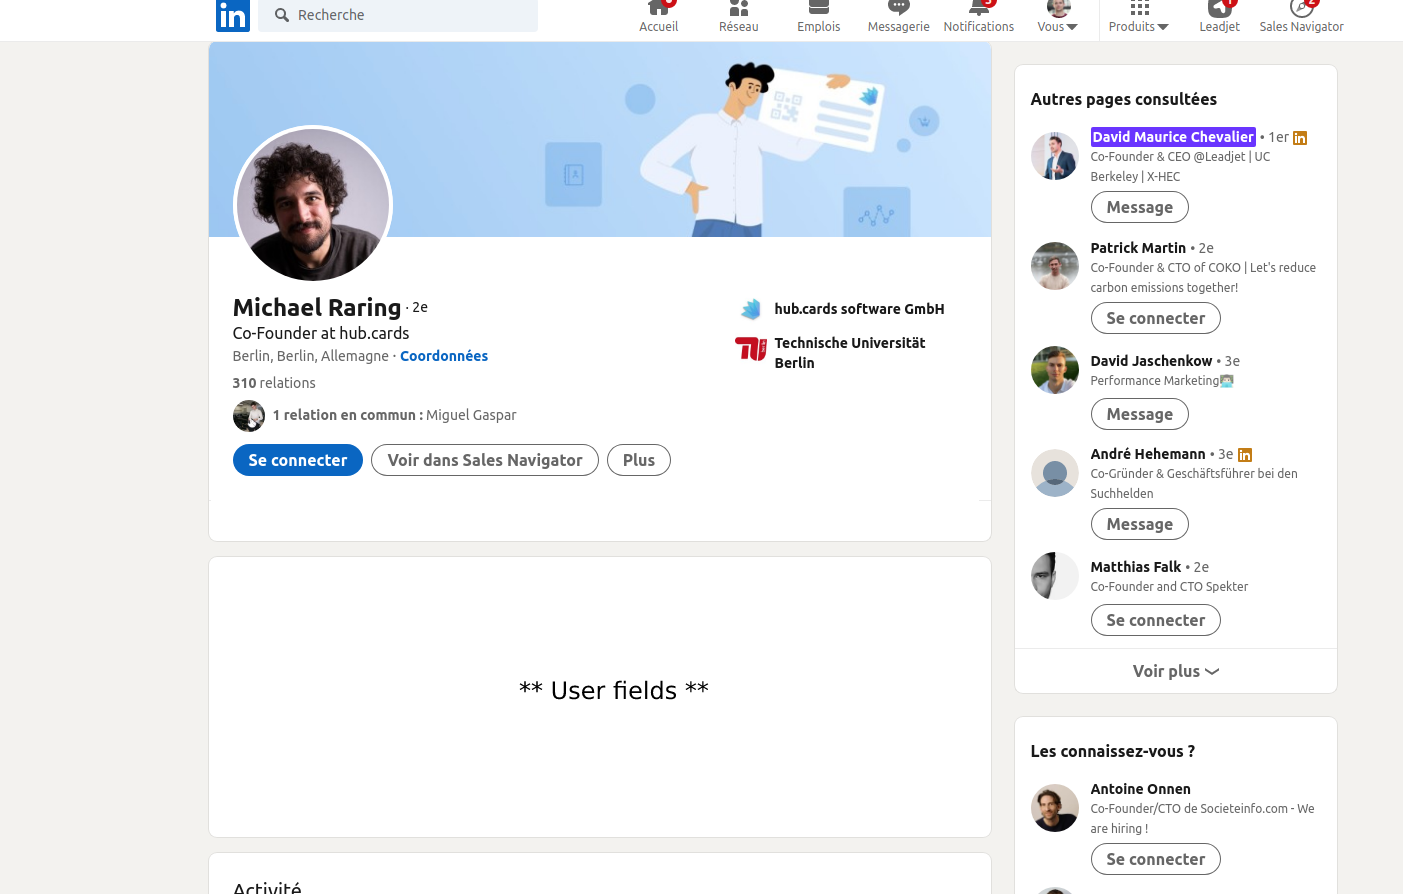 in
Recherche
Accueil
Réseau
Emplois
Messagerie
Notifications
Vous
Produits
Leadjet
Sales Navigator
Michael Raring · 2e
Co-Founder at hub.cards
Berlin, Berlin, Allemagne · Coordonnées
310 relations
1 relation en commun : Miguel Gaspar
Se connecter
Voir dans Sales Navigator
Plus
hub.cards software GmbH
Technische Universität
Berlin
** User fields **
Activité
Autres pages consultées
David Maurice Chevalier • 1er in
Co-Founder & CEO @Leadjet | UC
Berkeley | X-HEC
Message
Patrick Martin • 2e
Co-Founder & CTO of COKO | Let's reduce
carbon emissions together!
Se connecter
David Jaschenkow • 3e
Performance Marketing👨🏻‍💻
Message
André Hehemann • 3e in
Co-Gründer & Geschäftsführer bei den
Suchhelden
Message
Matthias Falk • 2e
Co-Founder and CTO Spekter
Se connecter
Voir plus
Les connaissez-vous ?
Antoine Onnen
Co-Founder/CTO de Societeinfo.com - We
are hiring !
Se connecter